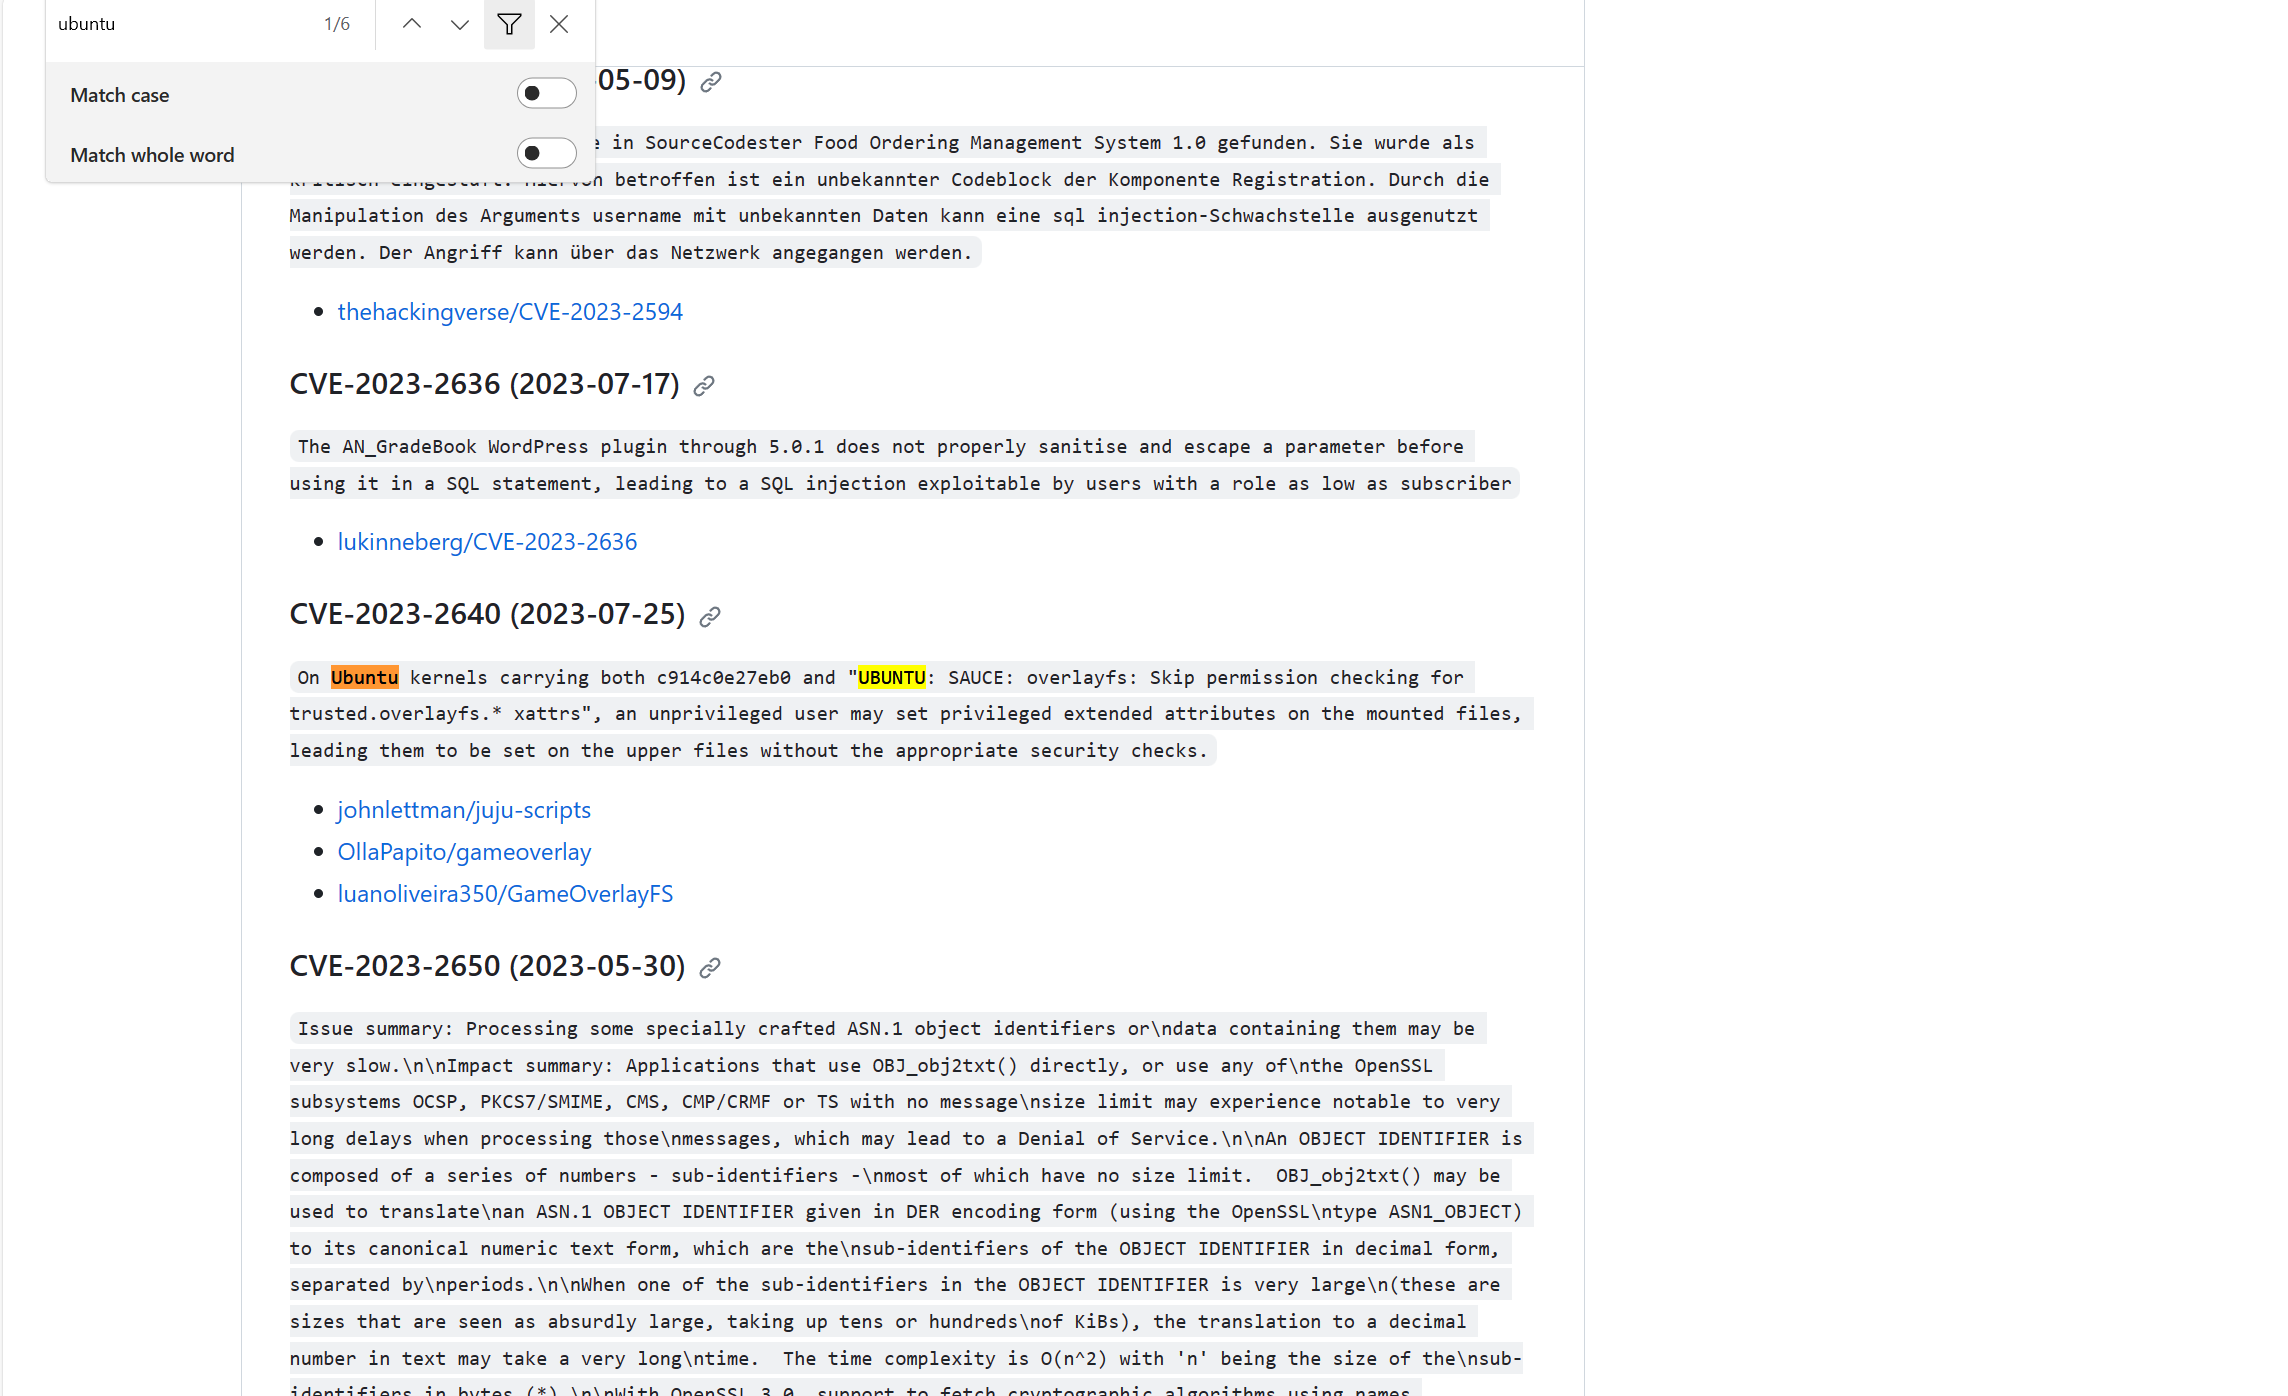 ubuntu 1/6
Match case
Match whole word
-05-09)
in SourceCodester Food Ordering Management System 1.0 gefunden. Sie wurde als
kritisch eingestuft. Hiervon betroffen ist ein unbekannter Codeblock der Komponente Registration. Durch die
Manipulation des Arguments username mit unbekannten Daten kann eine sql injection-Schwachstelle ausgenutzt
werden. Der Angriff kann über das Netzwerk angegangen werden.
thehackingverse/CVE-2023-2594
CVE-2023-2636 (2023-07-17)
The AN_GradeBook WordPress plugin through 5.0.1 does not properly sanitise and escape a parameter before
using it in a SQL statement, leading to a SQL injection exploitable by users with a role as low as subscriber
lukinneberg/CVE-2023-2636
CVE-2023-2640 (2023-07-25)
On Ubuntu kernels carrying both c914c0e27eb0 and "UBUNTU: SAUCE: overlayfs: Skip permission checking for
trusted.overlayfs.* xattrs", an unprivileged user may set privileged extended attributes on the mounted files,
leading them to be set on the upper files without the appropriate security checks.
johnlettman/juju-scripts
OllaPapito/gameoverlay
luanoliveira350/GameOverlayFS
CVE-2023-2650 (2023-05-30)
Issue summary: Processing some specially crafted ASN.1 object identifiers or\ndata containing them may be
very slow.\n\nImpact summary: Applications that use OBJ_obj2txt() directly, or use any of\nthe OpenSSL
subsystems OCSP, PKCS7/SMIME, CMS, CMP/CRMF or TS with no message\nsize limit may experience notable to very
long delays when processing those\nmessages, which may lead to a Denial of Service.\n\nAn OBJECT IDENTIFIER is
composed of a series of numbers - sub-identifiers -\nmost of which have no size limit.  OBJ_obj2txt() may be
used to translate\nan ASN.1 OBJECT IDENTIFIER given in DER encoding form (using the OpenSSL\ntype ASN1_OBJECT)
to its canonical numeric text form, which are the\nsub-identifiers of the OBJECT IDENTIFIER in decimal form,
separated by\nperiods.\n\nWhen one of the sub-identifiers in the OBJECT IDENTIFIER is very large\n(these are
sizes that are seen as absurdly large, taking up tens or hundreds\nof KiBs), the translation to a decimal
number in text may take a very long\ntime.  The time complexity is O(n^2) with 'n' being the size of the\nsub-
identifiers in bytes (*).\n\nWith OpenSSL 3.0, support to fetch cryptographic algorithms using names